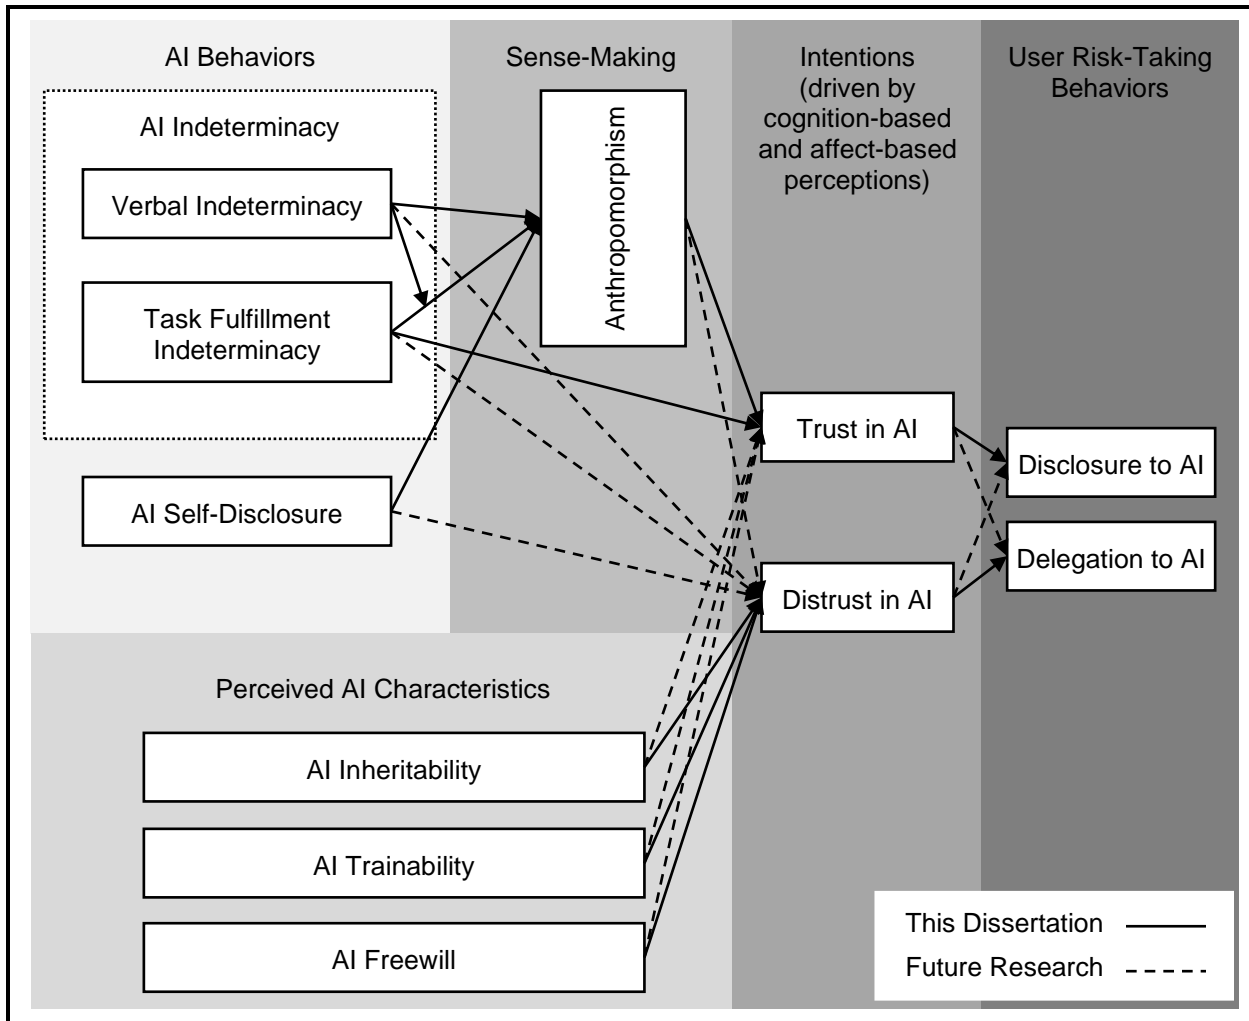 AI Behaviors
Sense-Making
Intentions
(driven by
cognition-based
and affect-based
perceptions)
User Risk-Taking
Behaviors
AI Indeterminacy
Verbal Indeterminacy
Task Fulfillment
Indeterminacy
AI Self-Disclosure
Anthropomorphism
Trust in AI
Distrust in AI
Disclosure to AI
Delegation to AI
Perceived AI Characteristics
AI Inheritability
AI Trainability
AI Freewill
This Dissertation
Future Research